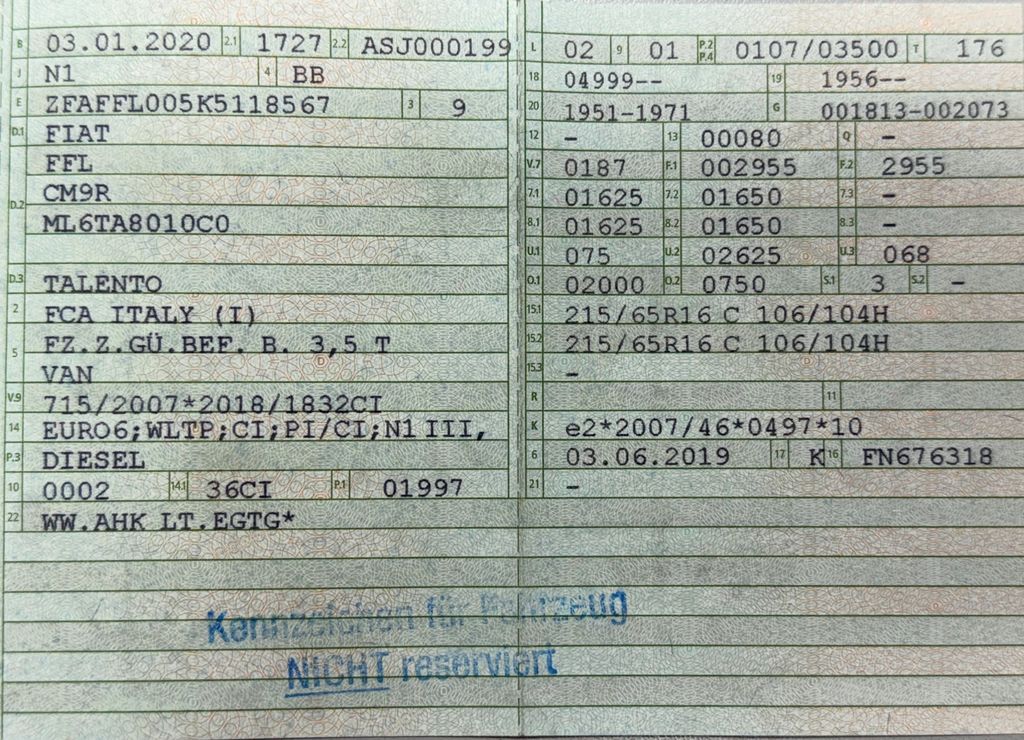 B 03.01.2020 2.1 1727 2.2 ASJ000199
J N1 4 BB
E ZFAFFL005K5118567 3 9
D.1 FIAT
FFL
D.2 CM9R
ML6TA8010C0
D.3 TALENTO
2 FCA ITALY (I)
5 FZ.Z.GÜ.BEF. B. 3,5 T
VAN
V.9 715/2007*2018/1832CI
14 EURO6;WLTP;CI;PI/CI;N1 III,
P.3 DIESEL
10 0002 14.1 36CI P.1 01997
22 WW.AHK LT.EGTG*
L 02 9 01 P.2 P.4 0107/03500 T 176
18 04999-- 19 1956--
20 1951-1971 G 001813-002073
12 - 13 00080 Q -
V.7 0187 F.1 002955 F.2 2955
7.1 01625 7.2 01650 7.3 -
8.1 01625 8.2 01650 8.3 -
U.1 075 U.2 02625 U.3 068
O.1 02000 O.2 0750 S.1 3 S.2 -
15.1 215/65R16 C 106/104H
15.2 215/65R16 C 106/104H
15.3 -
R 11
K e2*2007/46*0497*10
6 03.06.2019 17 K 16 FN676318
21 -
Kennzeichen für Fahrzeug
NICHT reserviert